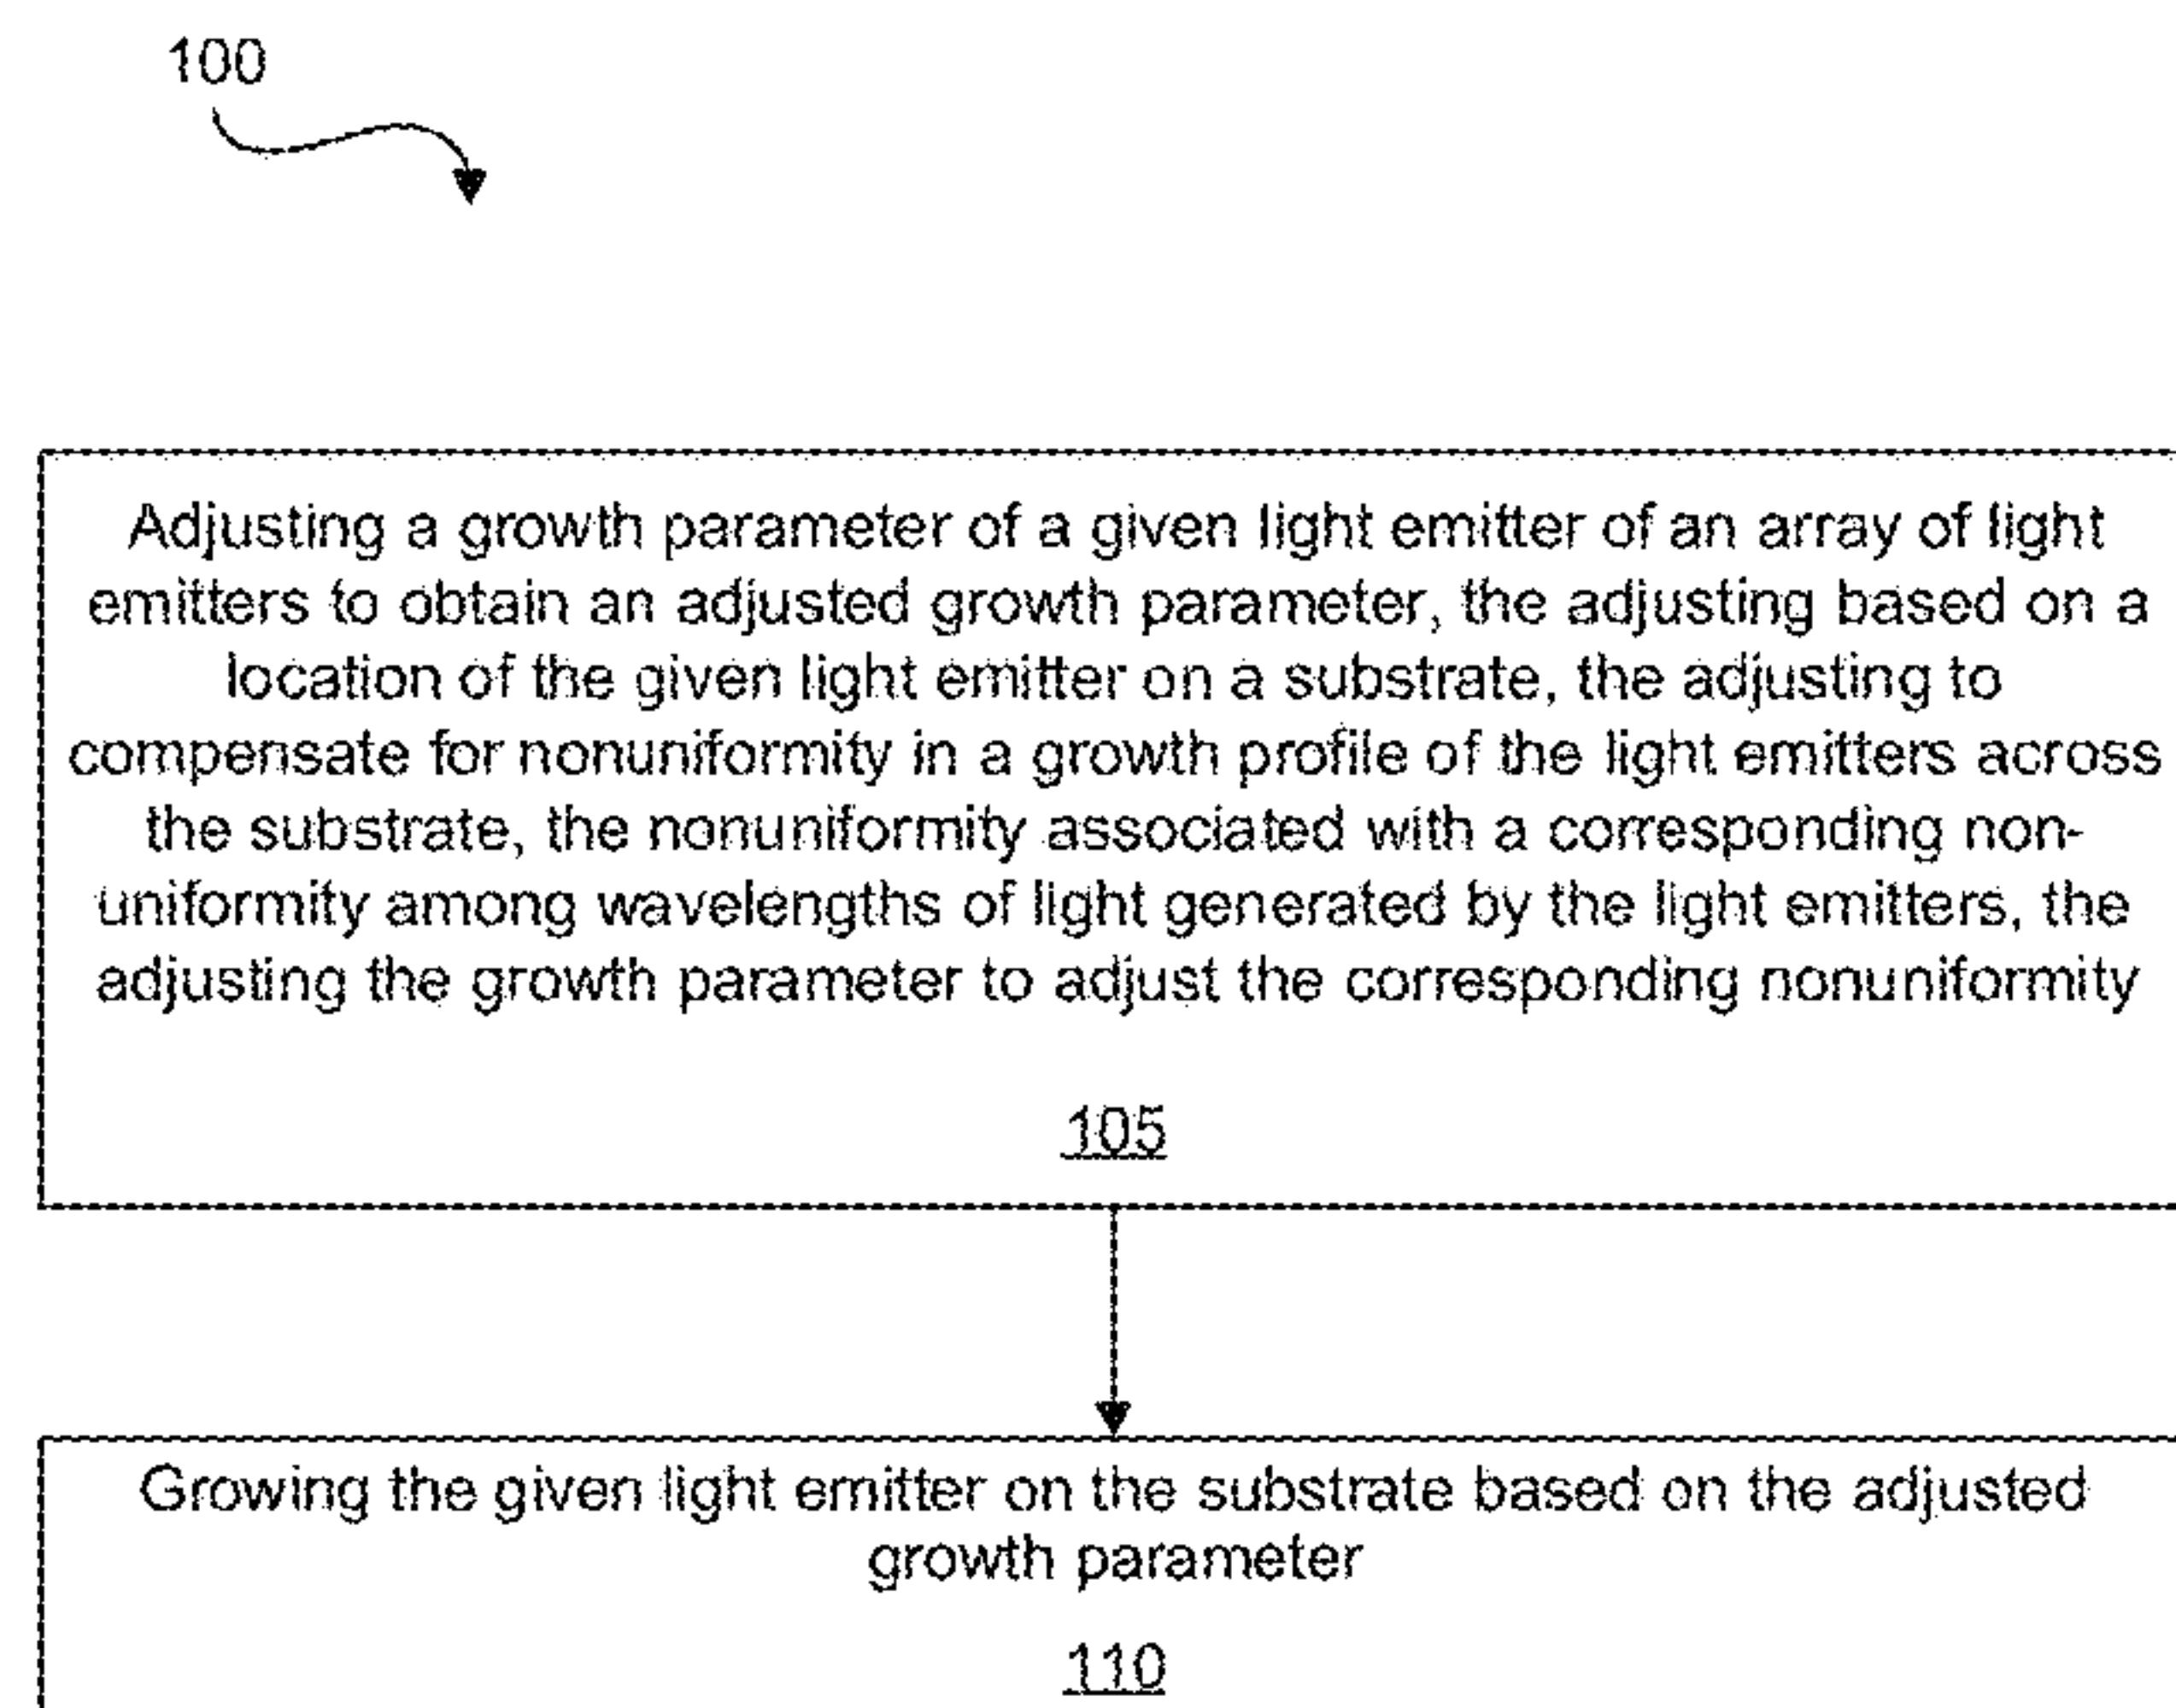 100
Adjusting a growth parameter of a given light emitter of an array of light
emitters to obtain an adjusted growth parameter, the adjusting based on a
location of the given light emitter on a substrate, the adjusting to
compensate for nonuniformity in a growth profile of the light emitters across
the substrate, the nonuniformity associated with a corresponding non-
uniformity among wavelengths of light generated by the light emitters, the
adjusting the growth parameter to adjust the corresponding nonuniformity
105
Growing the given light emitter on the substrate based on the adjusted
growth parameter
110